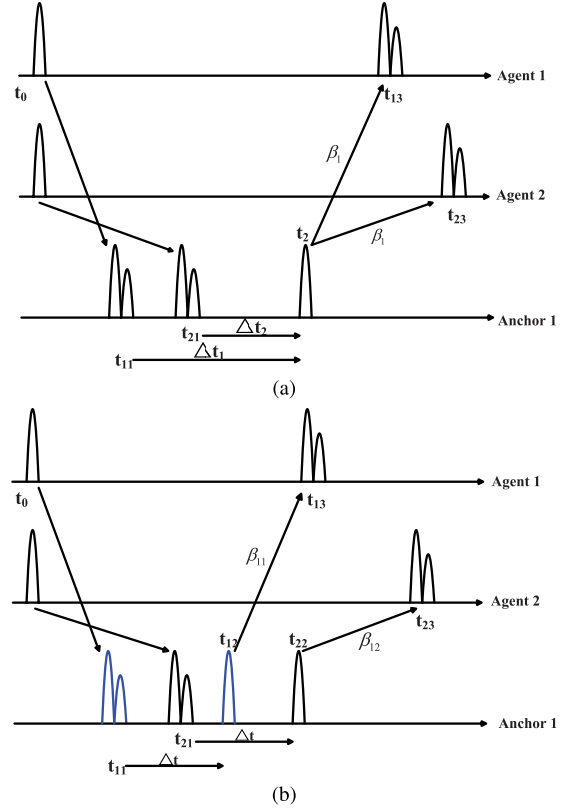 Agent 1
t₀
t₁₃
β₁
Agent 2
t₂₃
t₂
β₁
Anchor 1
t₂₁ △t₂
t₁₁ △t₁
(a)
Agent 1
t₀
t₁₃
β₁₁
Agent 2
t₂₃
t₁₂
t₂₂
β₁₂
Anchor 1
t₂₁ △t
t₁₁ △t
(b)